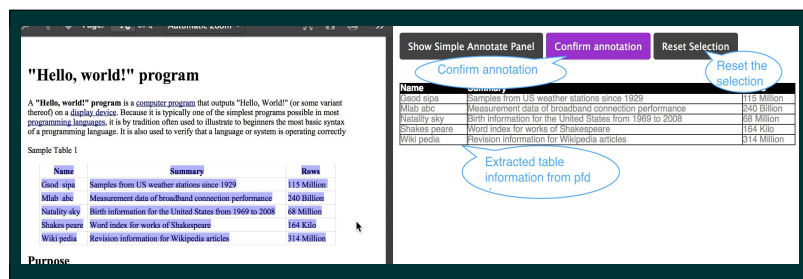 Page:
Automatic Zoom
"Hello, world!" program
A "Hello, world!" program is a computer program that outputs "Hello, World!" (or some variant
thereof) on a display device. Because it is typically one of the simplest programs possible in most
programming languages, it is by tradition often used to illustrate to beginners the most basic syntax
of a programming language. It is also used to verify that a language or system is operating correctly
Sample Table 1
Name Summary Rows
Gsod sipa Samples from US weather stations since 1929 115 Million
Mlab abc Measurement data of broadband connection performance 240 Billion
Natality sky Birth information for the United States from 1969 to 2008 68 Million
Shakes peare Word index for works of Shakespeare 164 Kilo
Wiki pedia Revision information for Wikipedia articles 314 Million
Purpose
Show Simple Annotate Panel Confirm annotation Reset Selection
Confirm annotation
Reset the
selection
Name Summary
Gsod sipa Samples from US weather stations since 1929 115 Million
Mlab abc Measurement data of broadband connection performance 240 Billion
Natality sky Birth information for the United States from 1969 to 2008 68 Million
Shakes peare Word index for works of Shakespeare 164 Kilo
Wiki pedia Revision information for Wikipedia articles 314 Million
Extracted table
information from pfd
.